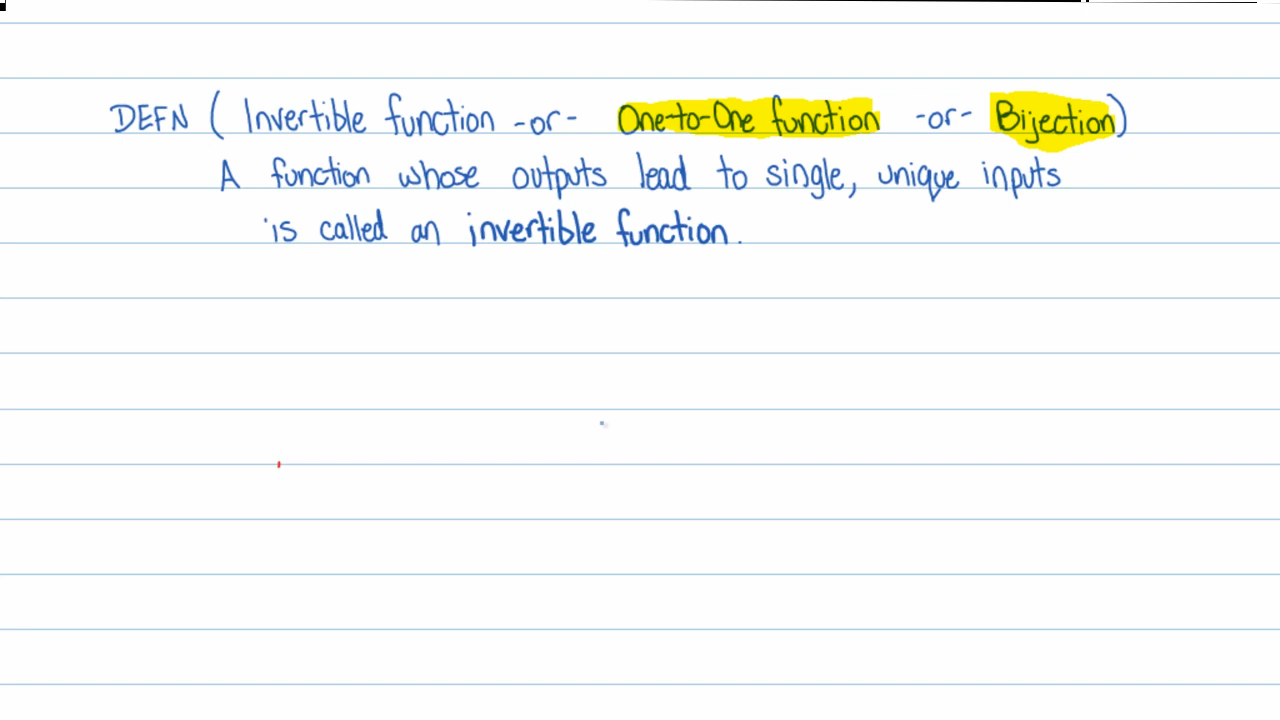 DEFN ( Invertible function -or- One-to-One function -or- Bijection)
A function whose outputs lead to single, unique inputs
is called an invertible function.